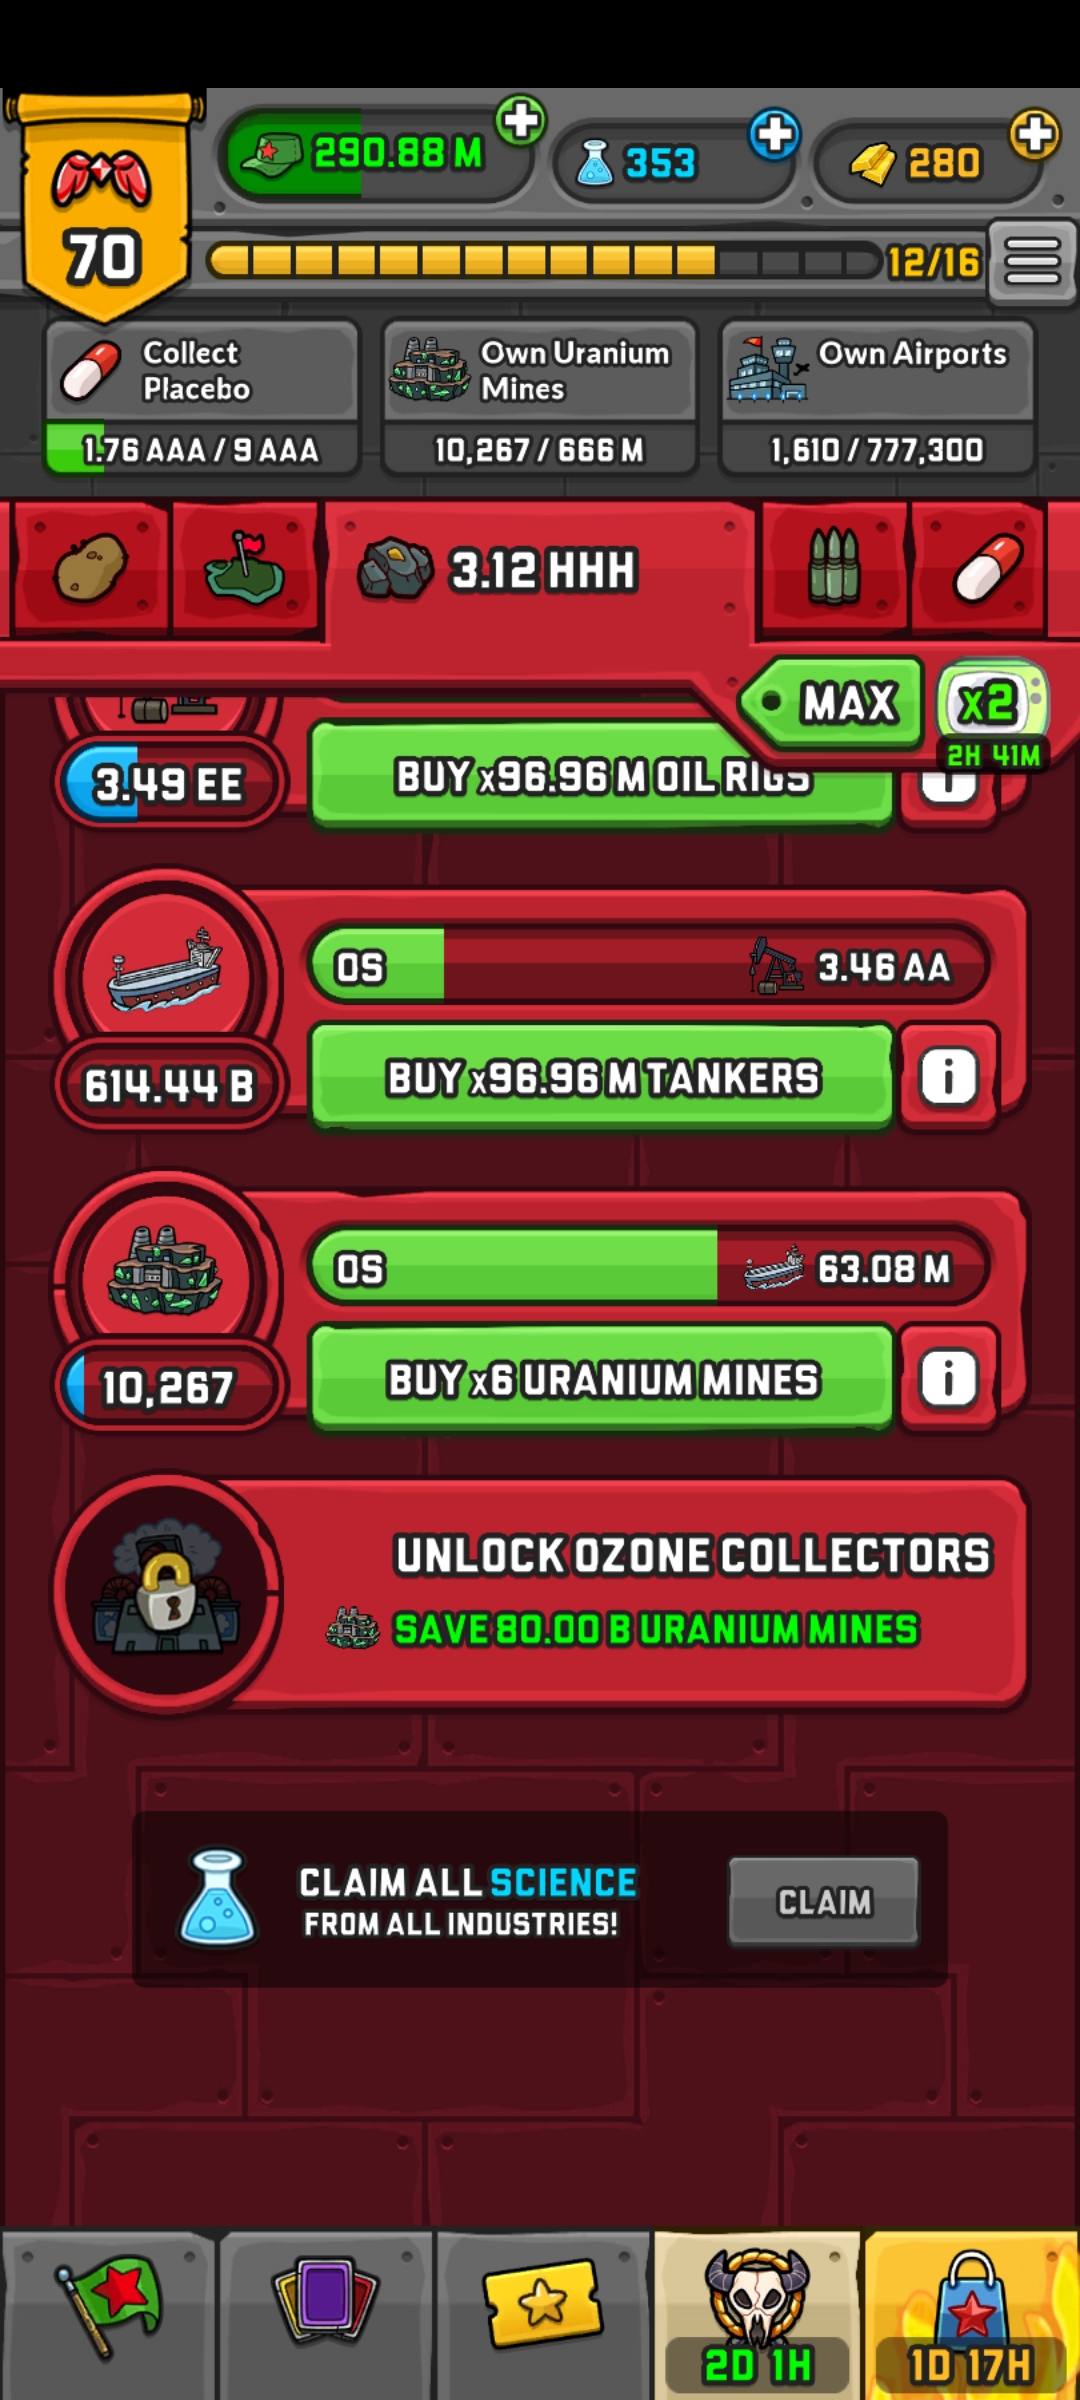 290.88 M
353
280
70
12/16
Collect
Placebo
Own Uranium
Mines
Own Airports
1.76 AAA / 9 AAA
10,267 / 666 M
1,610 / 777,300
3.12 HHH
MAX
x2
2H 41M
3.49 EE
BUY x96.96 M OIL RIGS
0S
3.46 AA
614.44 B
BUY x96.96 M TANKERS
i
0S
63.08 M
10,267
BUY x6 URANIUM MINES
i
UNLOCK OZONE COLLECTORS
SAVE 80.00 B URANIUM MINES
CLAIM ALL SCIENCE
FROM ALL INDUSTRIES!
CLAIM
2D 1H
1D 17H